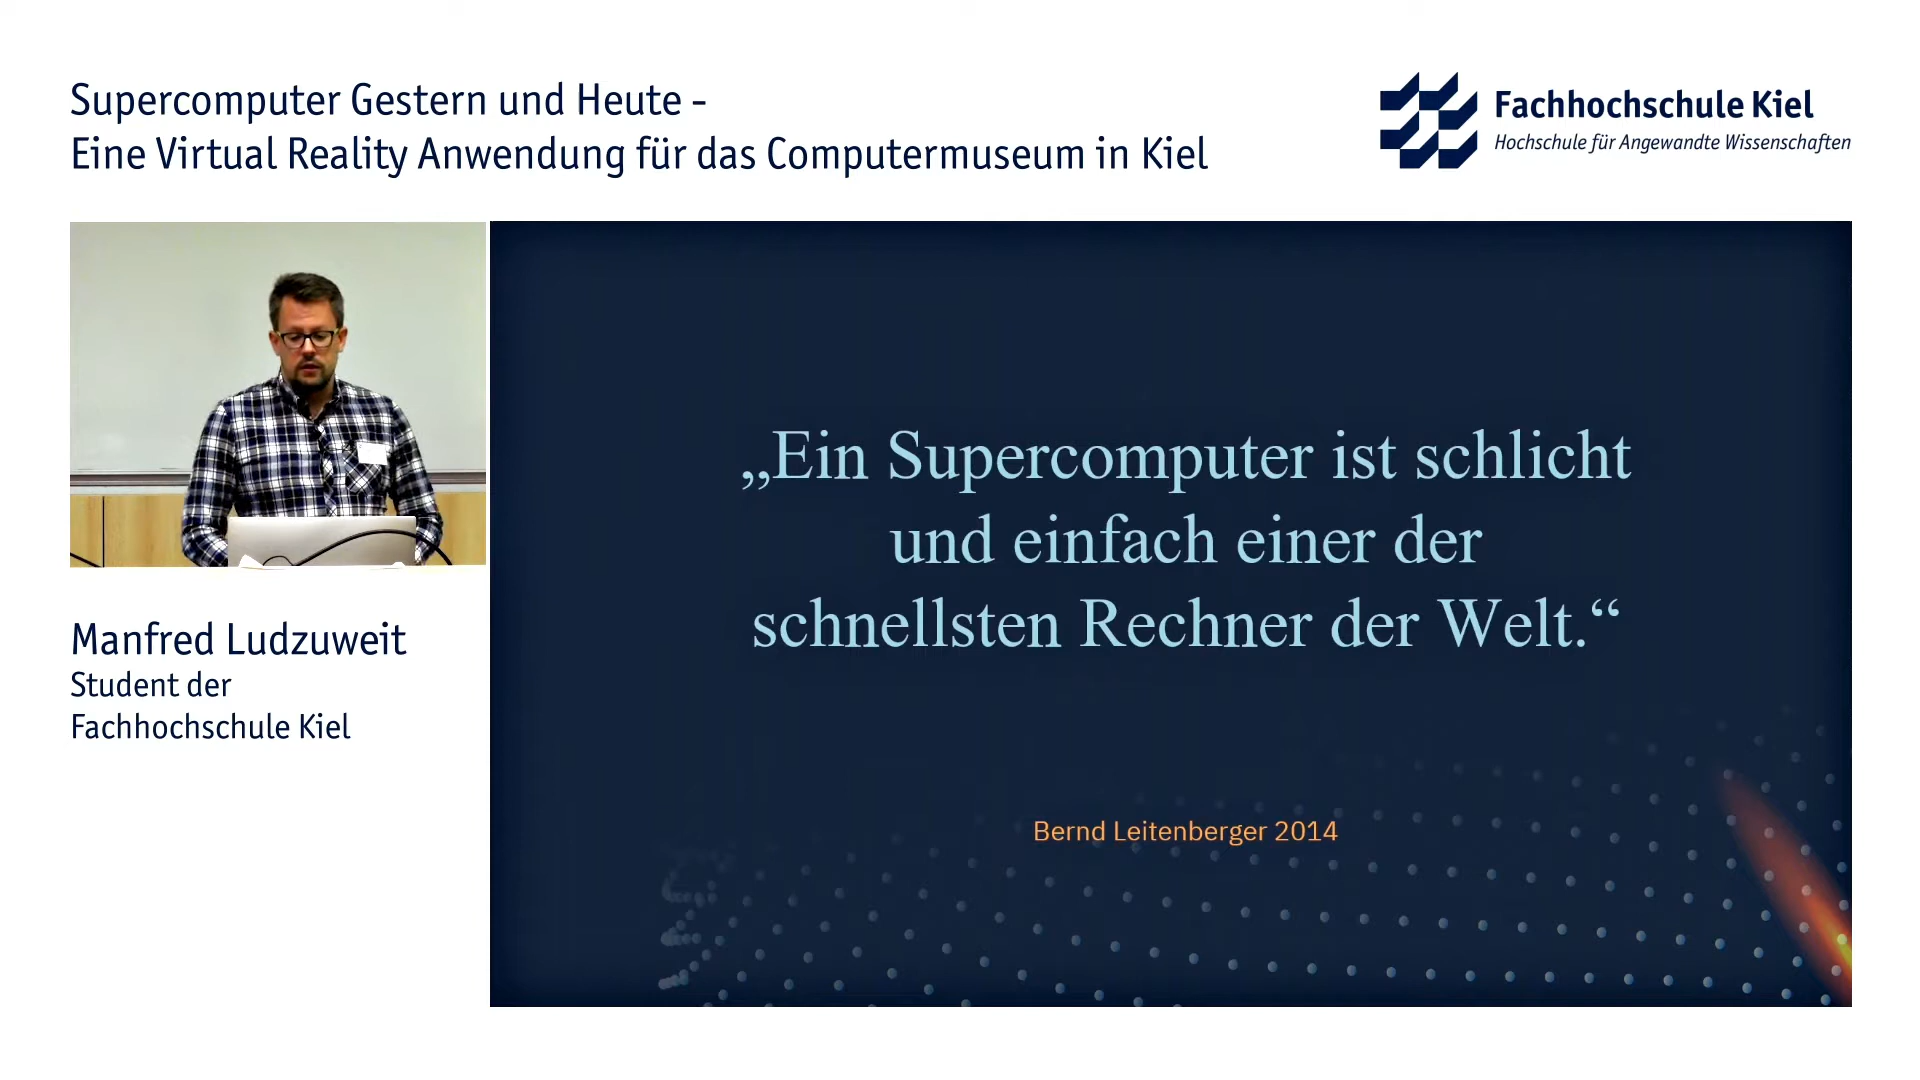 Supercomputer Gestern und Heute -
Eine Virtual Reality Anwendung für das Computermuseum in Kiel
Fachhochschule Kiel
Hochschule für Angewandte Wissenschaften
„Ein Supercomputer ist schlicht
und einfach einer der
schnellsten Rechner der Welt.“
Bernd Leitenberger 2014
Manfred Ludzuweit
Student der
Fachhochschule Kiel